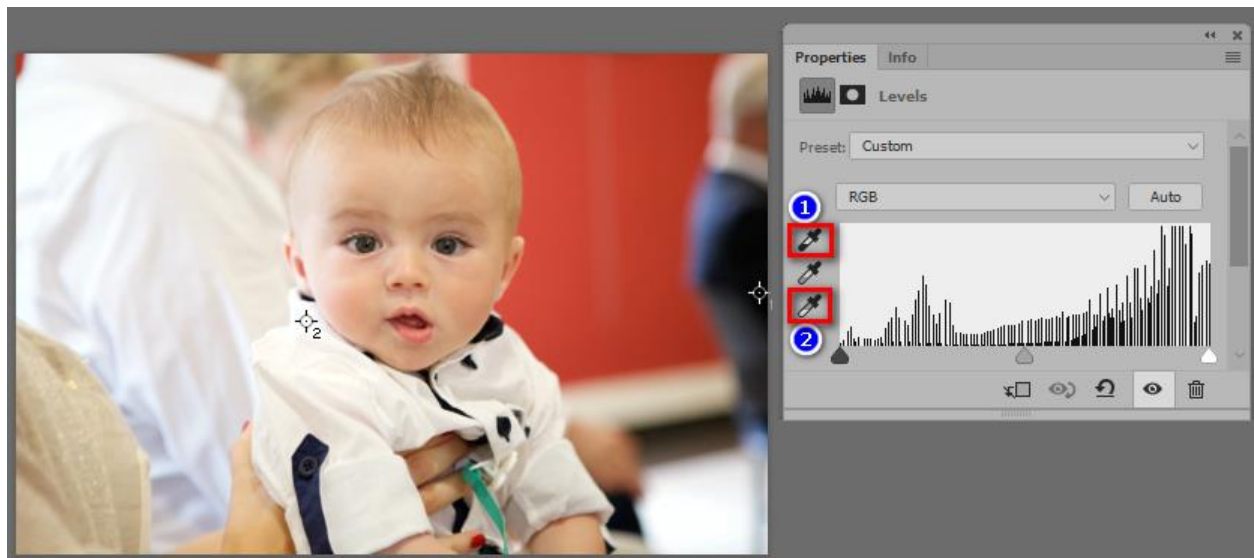 Properties Info
Levels
Preset: Custom
1
RGB Auto
2
1
2